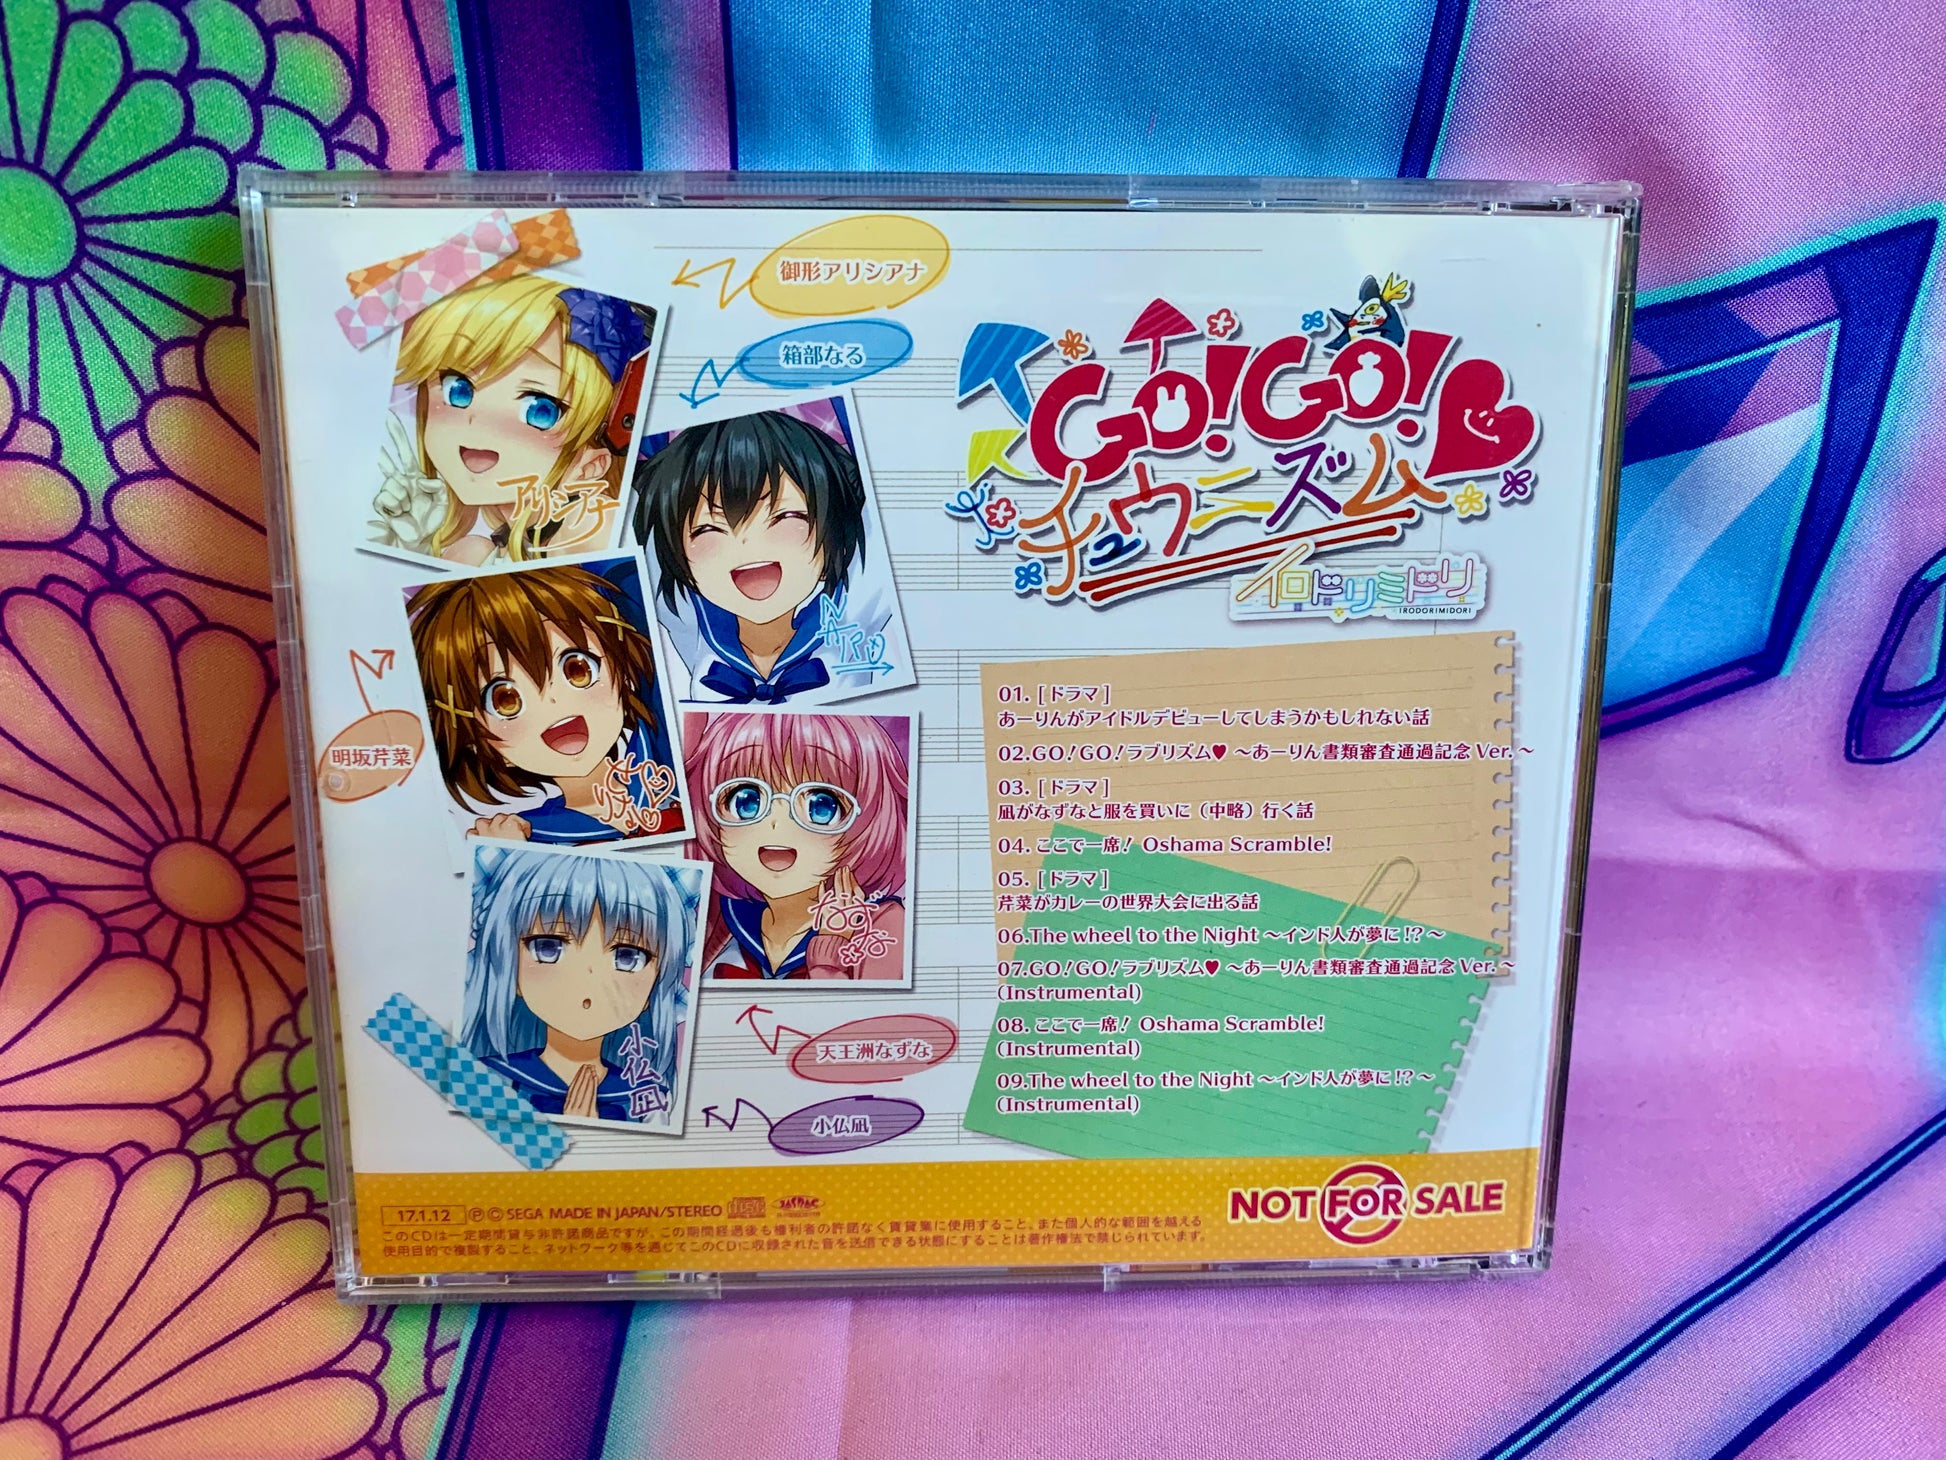 御形アリシアナ
箱部なる
アリシアナ
NARU
明坂芹菜
せりな
なずな
小仏凪
天王洲なずな
小仏凪
GO!GO!
チュウニズム
イロドリミドリ
IRODORIMIDORI
01. [ドラマ]
あーりんがアイドルデビューしてしまうかもしれない話
02.GO!GO!ラブリズム♥ ～あーりん書類審査通過記念 Ver. ～
03. [ドラマ]
凪がなずなと服を買いに（中略）行く話
04. ここで一席! Oshama Scramble!
05. [ドラマ]
芹菜がカレーの世界大会に出る話
06.The wheel to the Night ～インド人が夢に!?～
07.GO!GO!ラブリズム♥ ～あーりん書類審査通過記念 Ver. ～
(Instrumental)
08. ここで一席! Oshama Scramble!
(Instrumental)
09.The wheel to the Night ～インド人が夢に!?～
(Instrumental)
17.1.12 ⓅⒸSEGA MADE IN JAPAN/STEREO disc JASRAC
このCDは一定期間貸与非許諾商品ですが、この期間経過後も権利者の許諾なく賃貸業に使用すること、また個人的な範囲を越える
使用目的で複製すること、ネットワーク等を通じてこのCDに収録された音を送信できる状態にすることは著作権法で禁じられています。
NOT FOR SALE